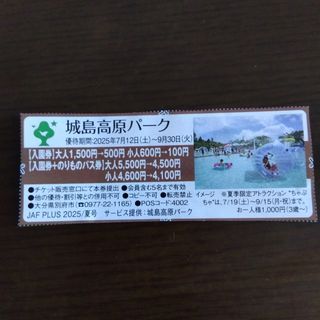 城島高原パーク
優待期間:2025年7月12日(土)〜9月30日(火)
【入園券】大人1,500円→500円 小人600円→100円
【入園券+のりものパス券】大人5,500円→4,500円
小人4,600円→4,100円
●チケット販売窓口にて本券提出 ●会員含む5名まで有効
●他の優待・割引等との併用不可 ●コピー不可 ●転売禁止
●大分県別府市 ●(0977-22-1165) ●POSコード:4002
JAF PLUS 2025/夏号 サービス提供:城島高原パーク
イメージ ※夏季限定アトラクション"ちゃぷ
ちゃ"は、7/19(土)〜9/15(月・祝)まで。
お一人様1,000円(3歳〜)